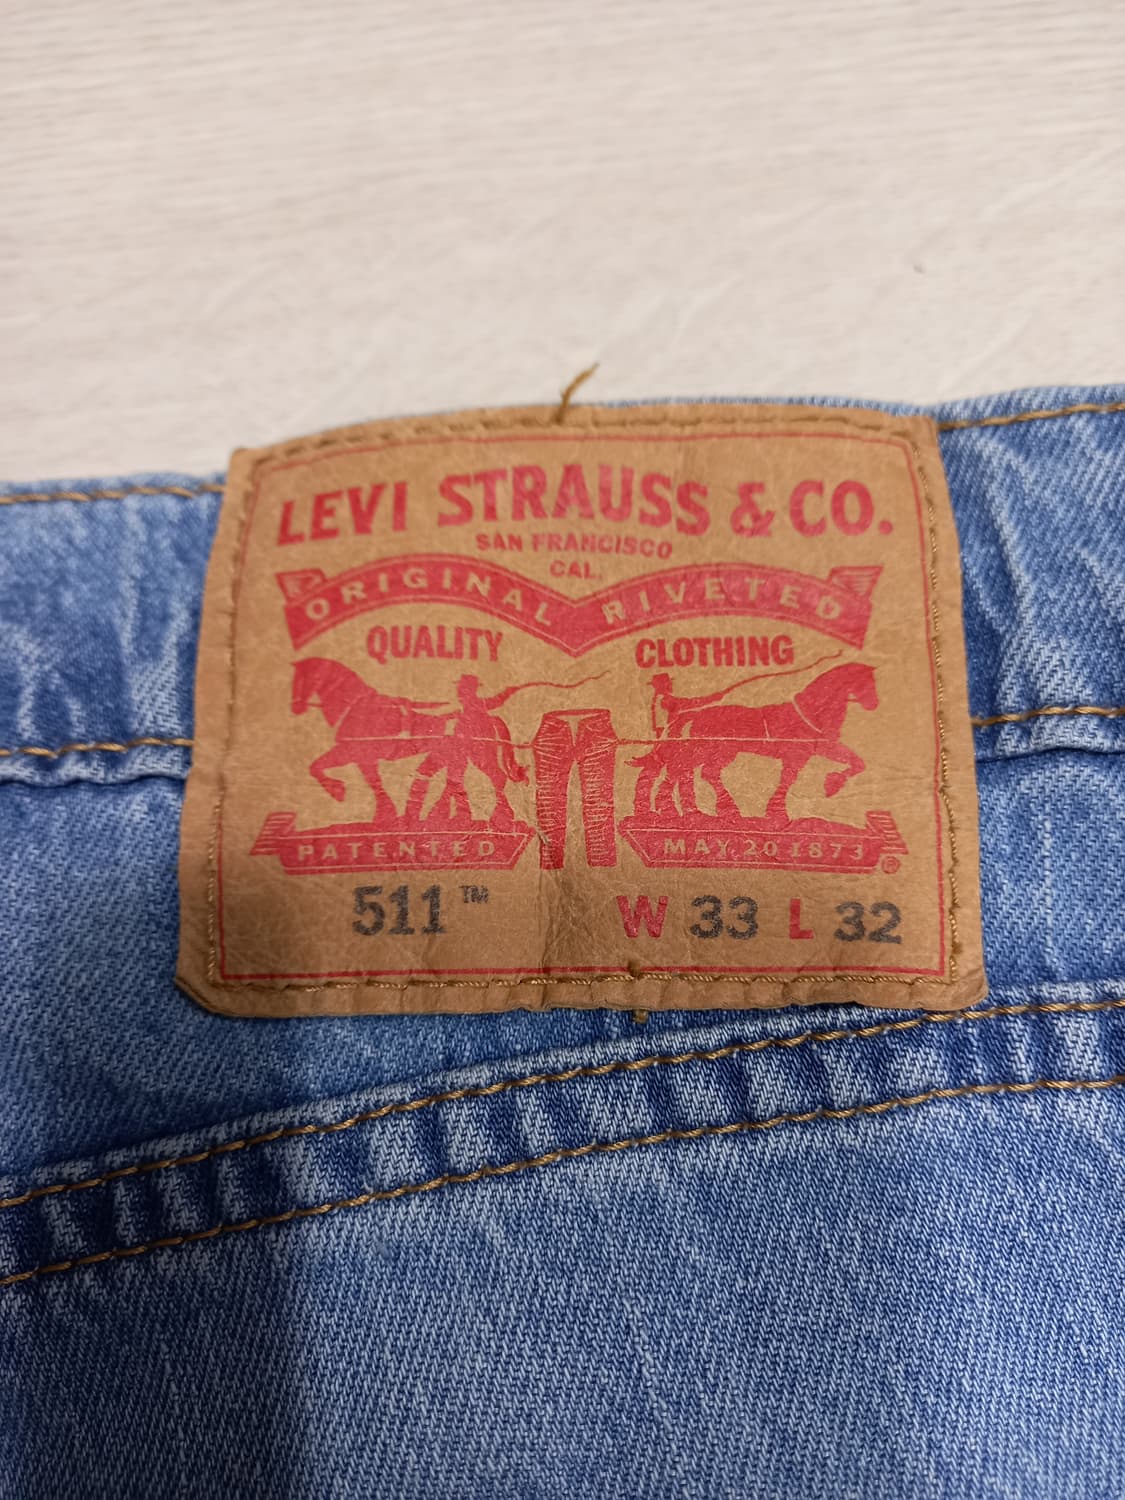 LEVI STRAUSS & CO.
SAN FRANCISCO
CAL.
ORIGINAL RIVETED
QUALITY CLOTHING
PATENTED MAY 20 1873 ®
511™ W 33 L 32